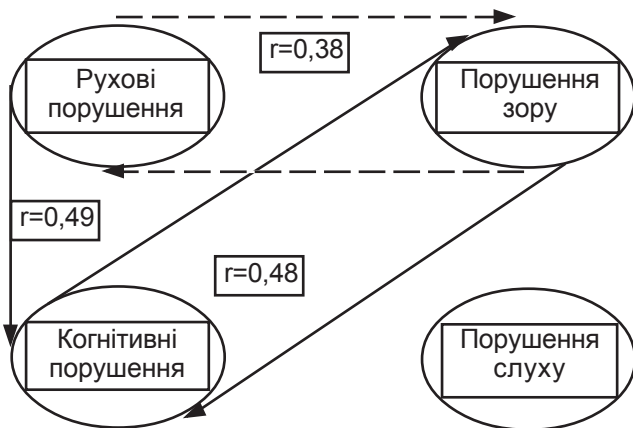 r=0,38
Рухові
порушення
Порушення
зору
r=0,49
r=0,48
Когнітивні
порушення
Порушення
слуху